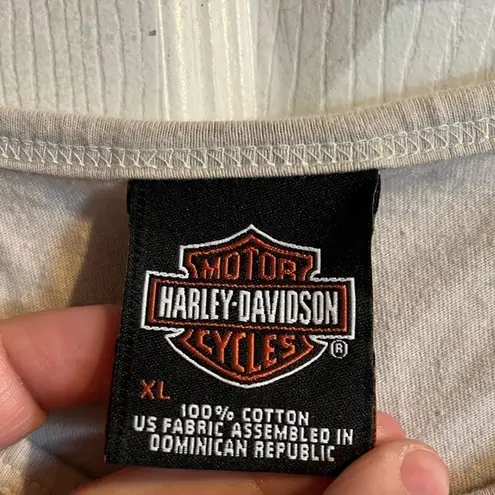 MOTOR
HARLEY-DAVIDSON
CYCLES
®
XL
100% COTTON
US FABRIC ASSEMBLED IN
DOMINICAN REPUBLIC